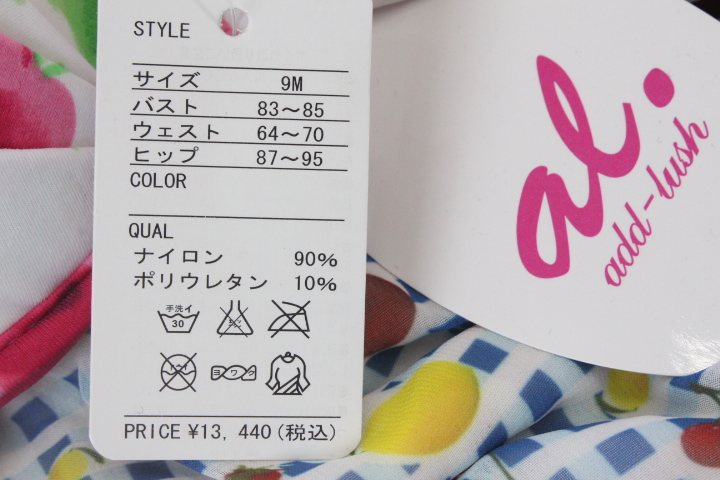 STYLE
サイズ 9M
バスト 83～85
ウェスト 64～70
ヒップ 87～95
COLOR
QUAL
ナイロン 90%
ポリウレタン 10%
手洗イ
30
ヨワク
PRICE ¥13,440(税込)
al.
add-lush